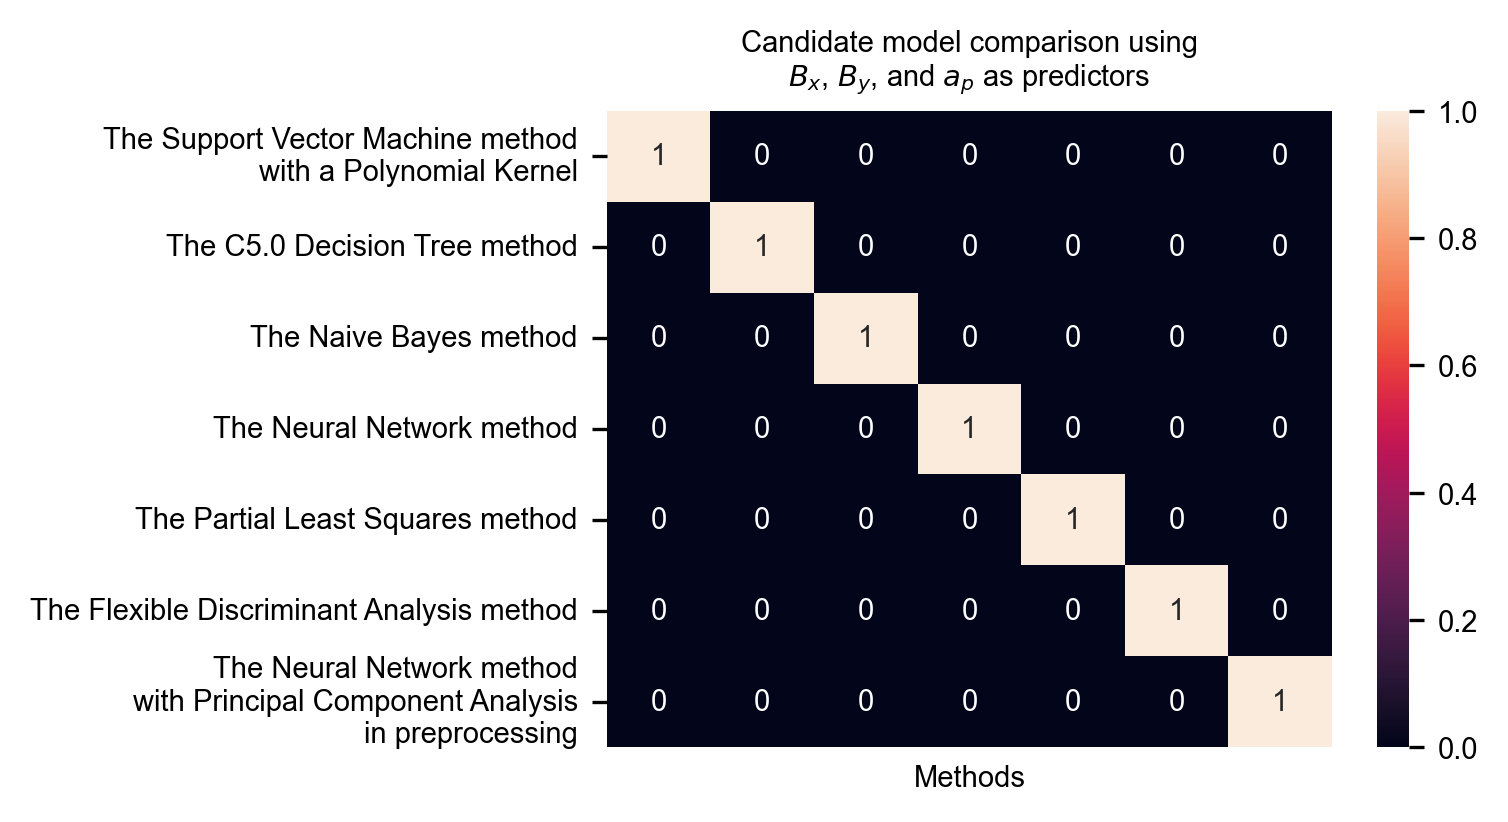 Candidate model comparison using
Bₓ, B_y, and a_p as predictors
The Support Vector Machine method
with a Polynomial Kernel
1 0 0 0 0 0 0
The C5.0 Decision Tree method
0 1 0 0 0 0 0
The Naive Bayes method
0 0 1 0 0 0 0
The Neural Network method
0 0 0 1 0 0 0
The Partial Least Squares method
0 0 0 0 1 0 0
The Flexible Discriminant Analysis method
0 0 0 0 0 1 0
The Neural Network method
with Principal Component Analysis
in preprocessing
0 0 0 0 0 0 1
Methods
1.0
0.8
0.6
0.4
0.2
0.0